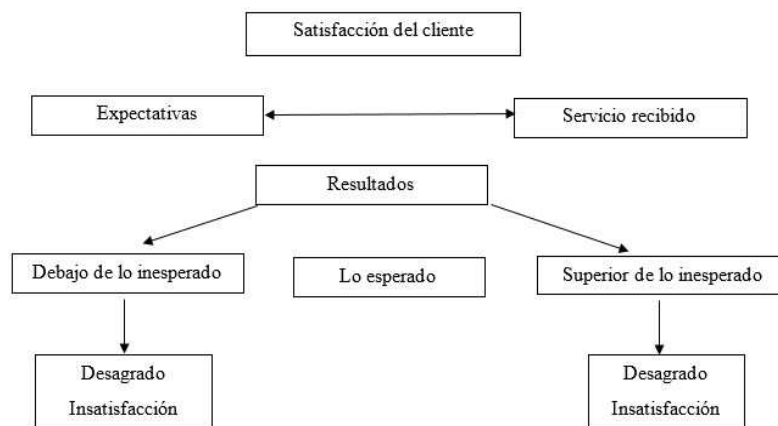 Satisfacción del cliente
Expectativas
Servicio recibido
Resultados
Debajo de lo inesperado
Lo esperado
Superior de lo inesperado
Desagrado
Insatisfacción
Desagrado
Insatisfacción